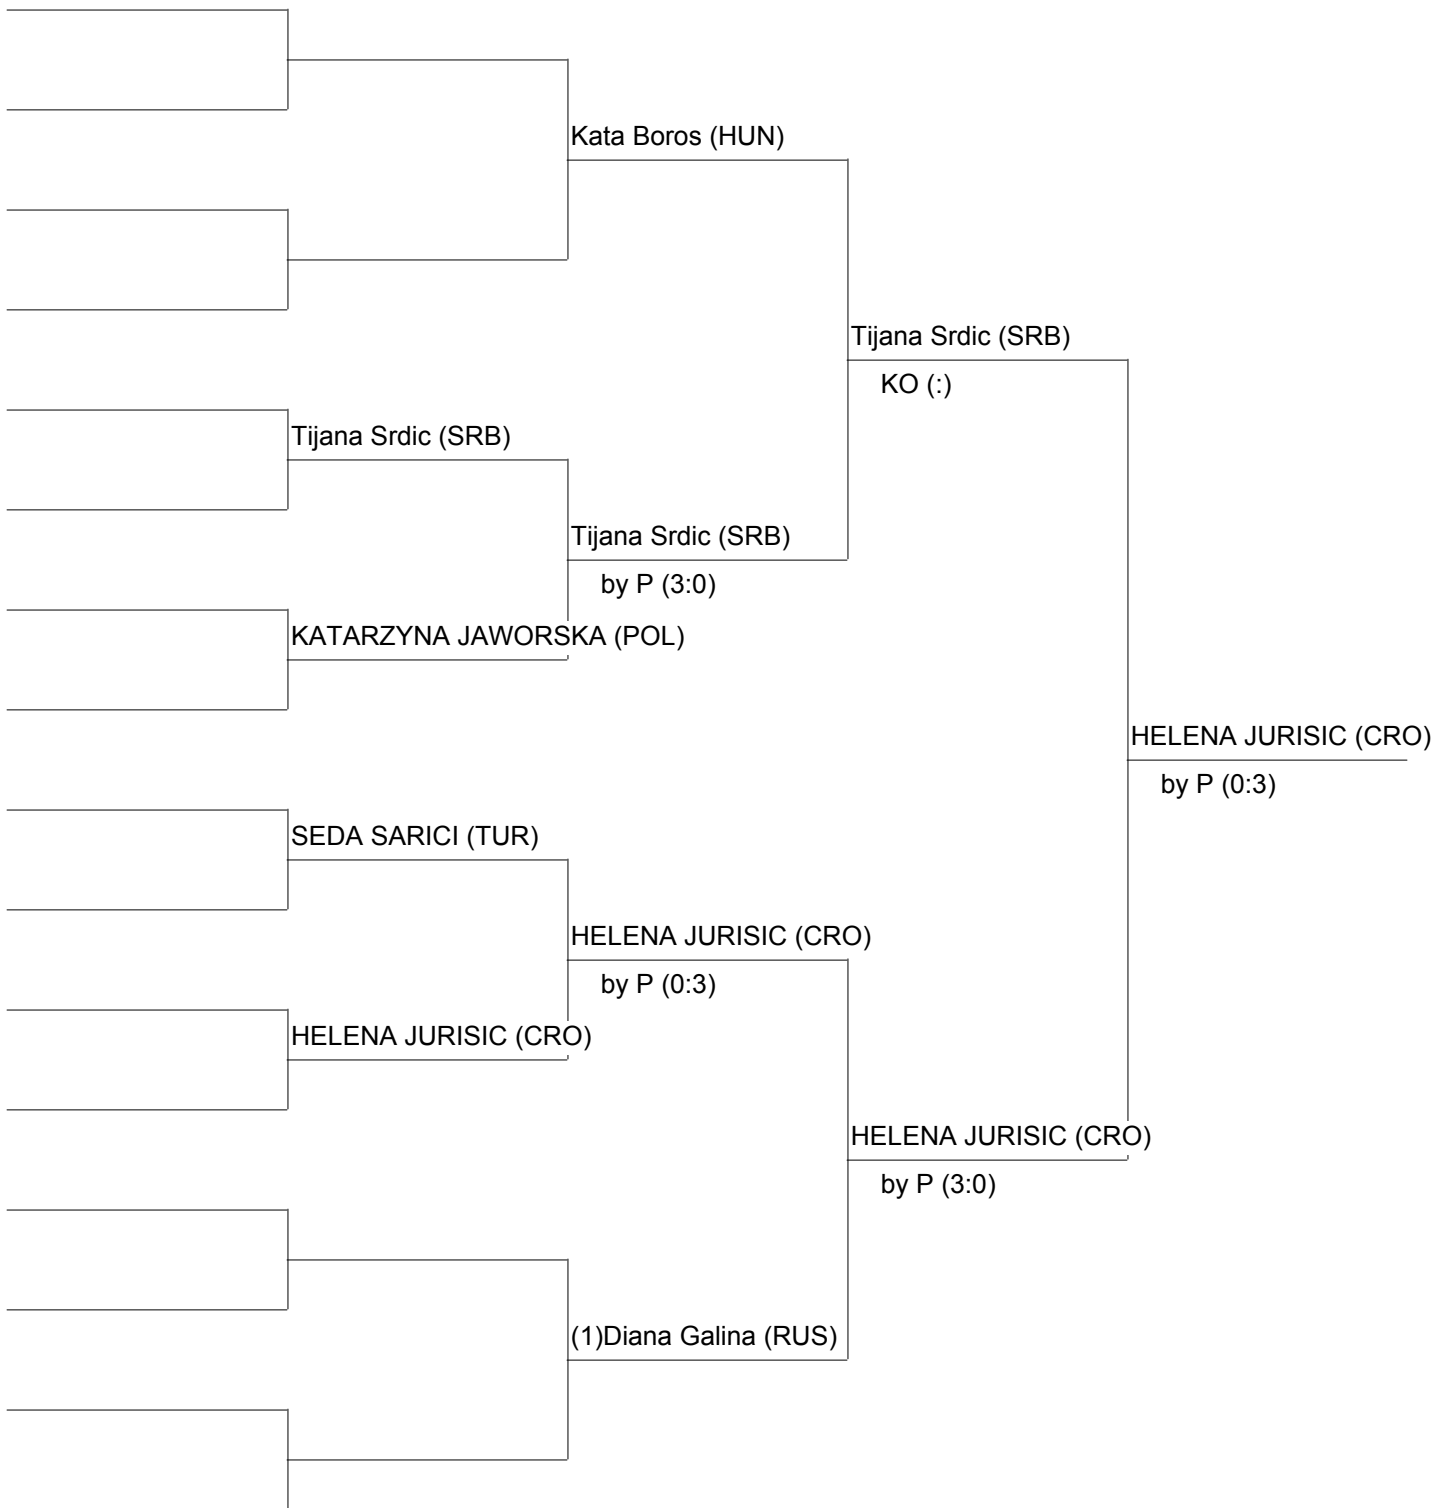 Kata Boros (HUN)
Tijana Srdic (SRB)
KO (:)
Tijana Srdic (SRB)
Tijana Srdic (SRB)
by P (3:0)
KATARZYNA JAWORSKA (POL)
HELENA JURISIC (CRO)
by P (0:3)
SEDA SARICI (TUR)
HELENA JURISIC (CRO)
by P (0:3)
HELENA JURISIC (CRO)
HELENA JURISIC (CRO)
by P (3:0)
(1)Diana Galina (RUS)